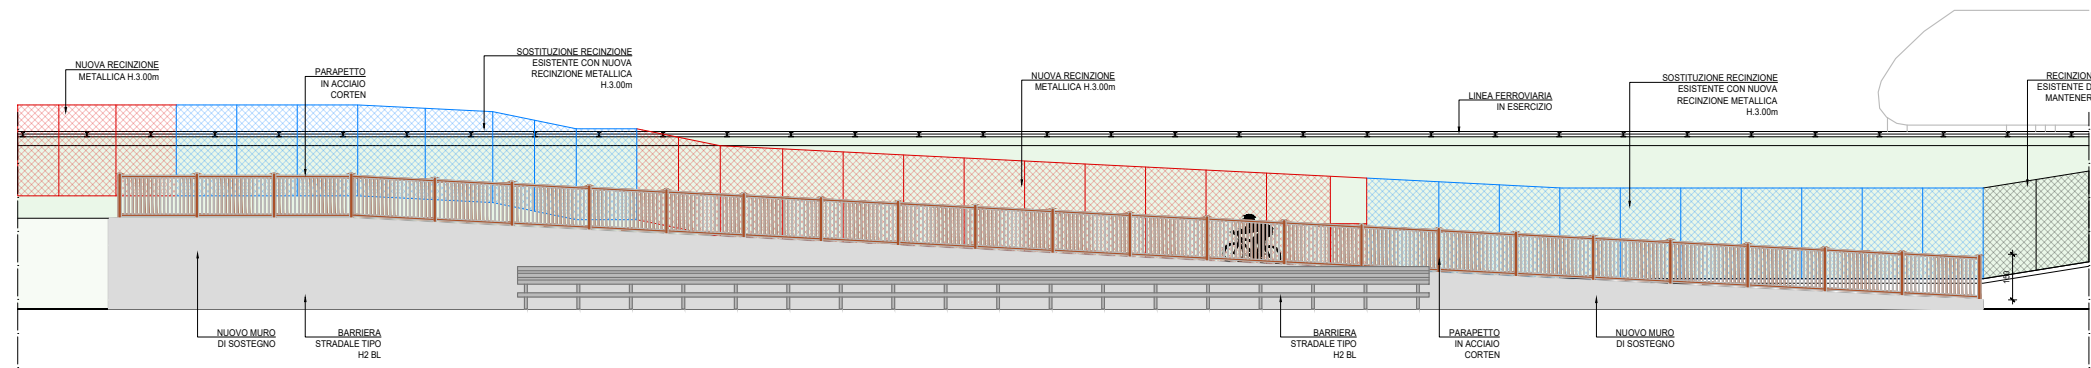 NUOVA RECINZIONE
METALLICA H.3.00m
PARAPETTO
IN ACCIAIO
CORTEN
SOSTITUZIONE RECINZIONE
ESISTENTE CON NUOVA
RECINZIONE METALLICA
H.3.00m
NUOVA RECINZIONE
METALLICA H.3.00m
LINEA FERROVIARIA
IN ESERCIZIO
SOSTITUZIONE RECINZIONE
ESISTENTE CON NUOVA
RECINZIONE METALLICA
H.3.00m
RECINZION
ESISTENTE D
MANTENER
NUOVO MURO
DI SOSTEGNO
BARRIERA
STRADALE TIPO
H2 BL
BARRIERA
STRADALE TIPO
H2 BL
PARAPETTO
IN ACCIAIO
CORTEN
NUOVO MURO
DI SOSTEGNO